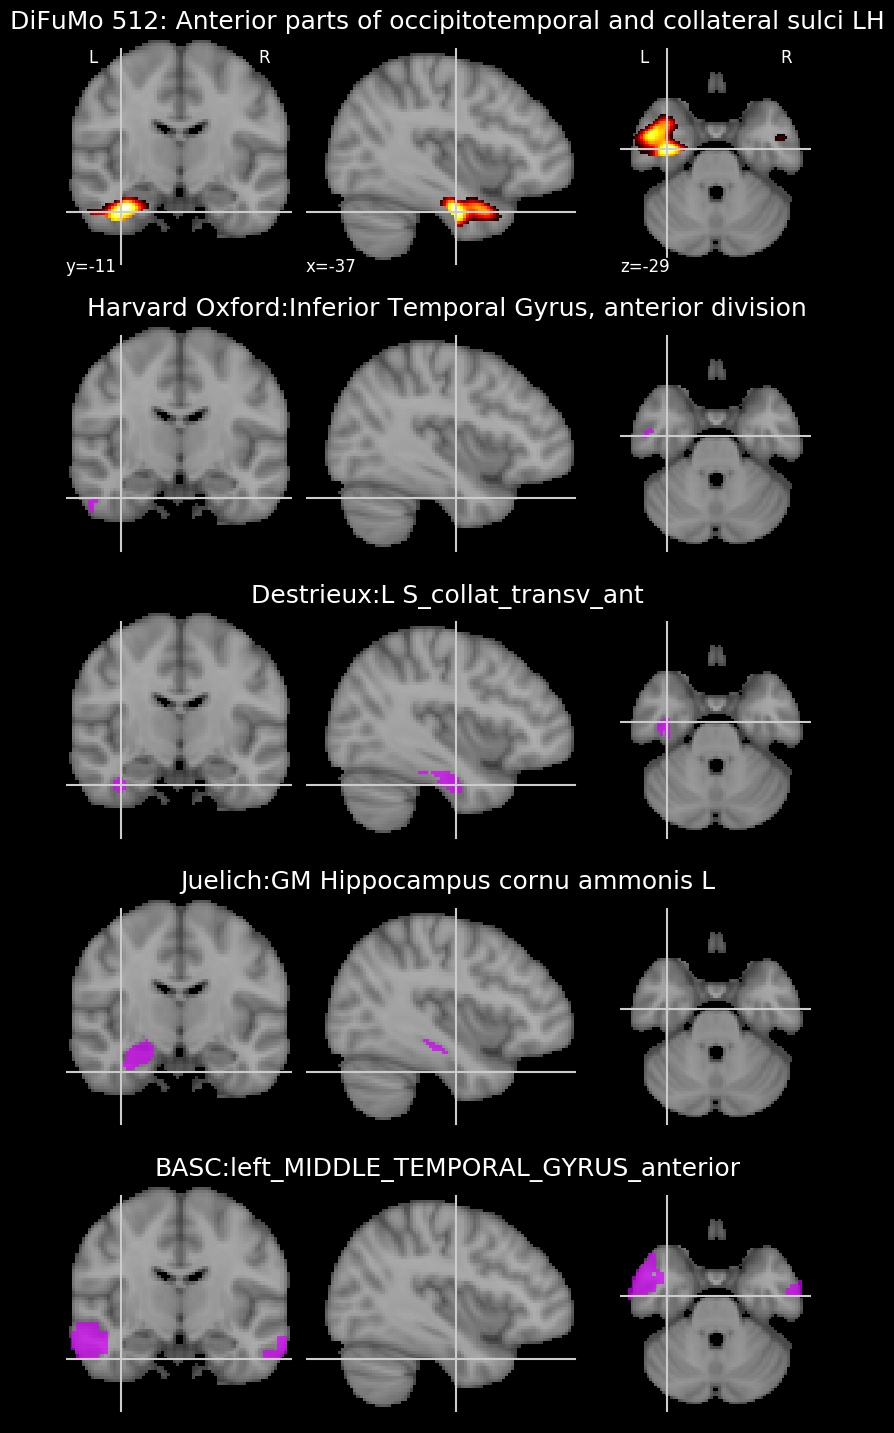 DiFuMo 512: Anterior parts of occipitotemporal and collateral sulci LH
L R L R
y=-11 x=-37 z=-29
Harvard Oxford:Inferior Temporal Gyrus, anterior division
Destrieux:L S_collat_transv_ant
Juelich:GM Hippocampus cornu ammonis L
BASC:left_MIDDLE_TEMPORAL_GYRUS_anterior